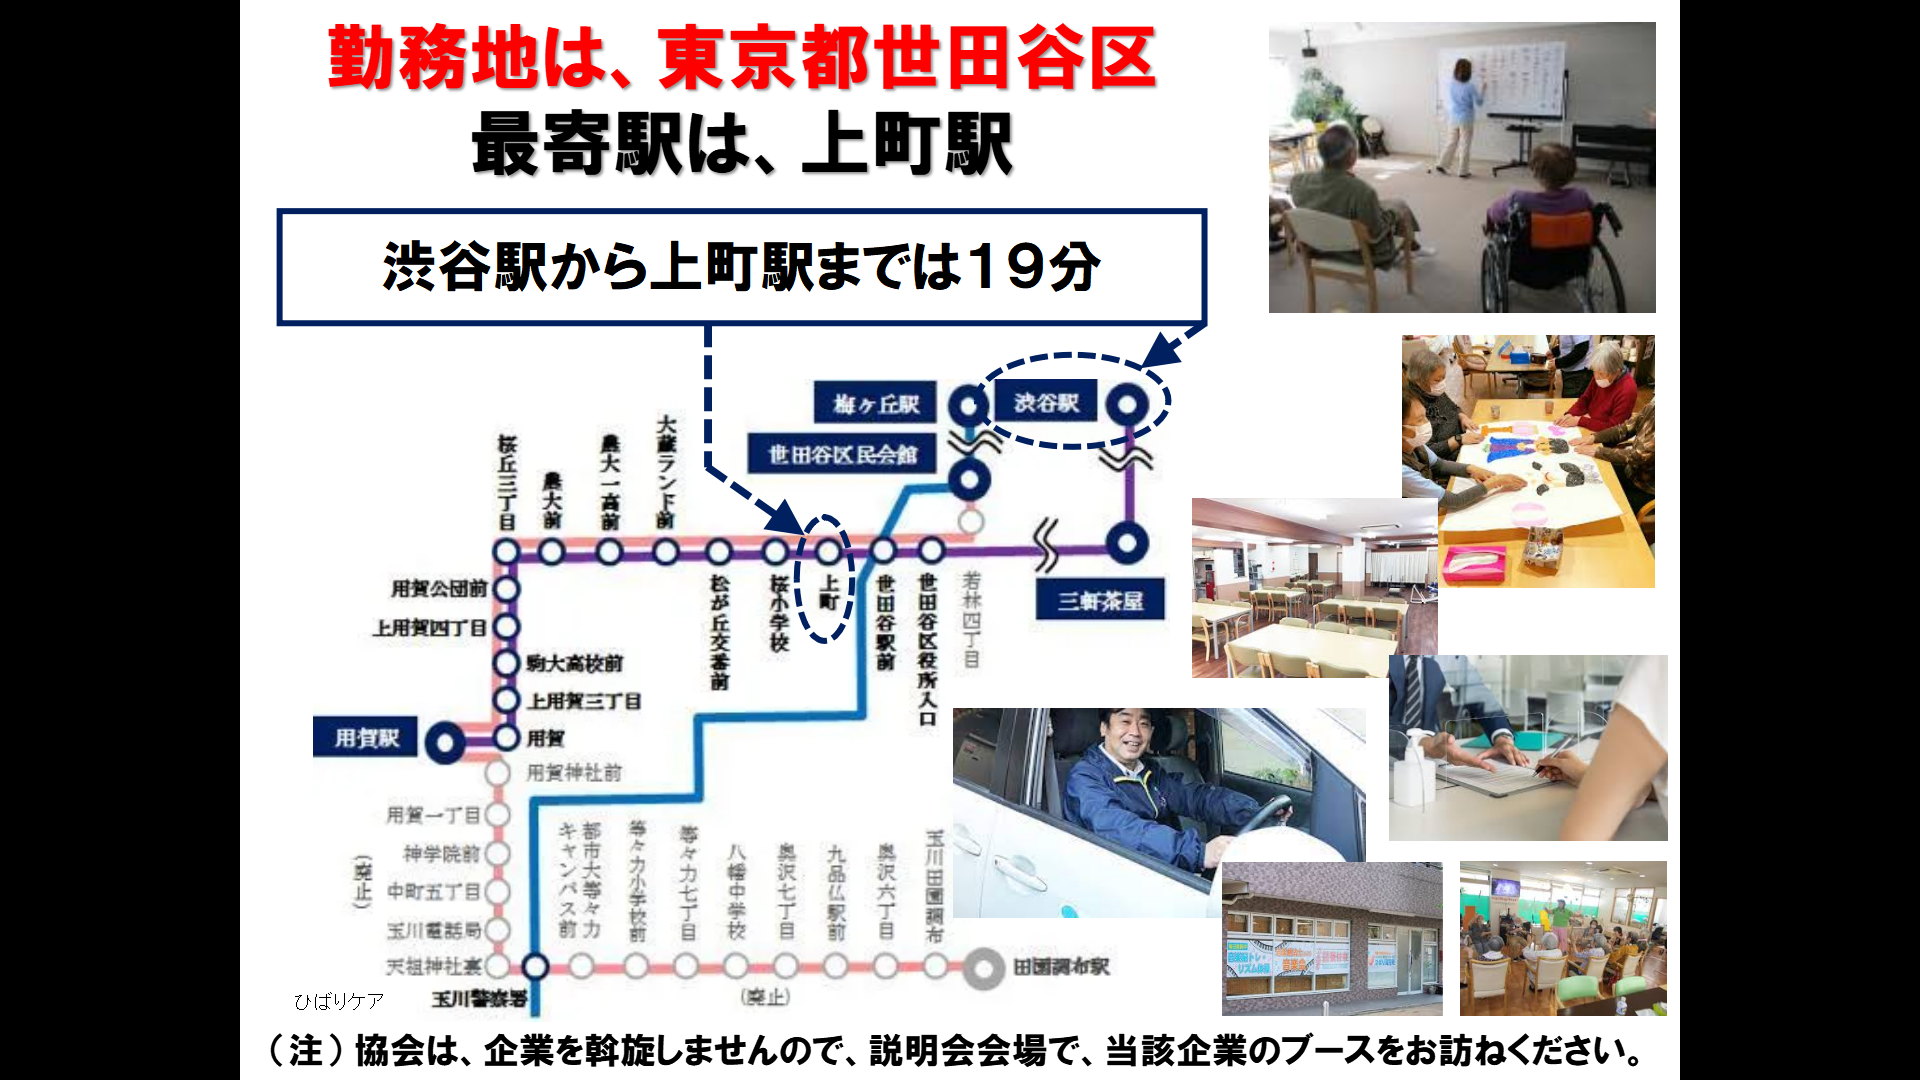 勤務地は、東京都世田谷区
最寄駅は、上町駅
渋谷駅から上町駅までは19分
梅ヶ丘駅
渋谷駅
世田谷区民会館
桜丘三丁目
農大前
農大一高前
大蔵ランド前
松が丘交番前
桜小学校
上町
世田谷駅前
世田谷区役所入口
若林四丁目
三軒茶屋
用賀公団前
上用賀四丁目
駒大高校前
上用賀三丁目
用賀駅
用賀
用賀神社前
用賀一丁目
神学院前
(廃止)
中町五丁目
玉川電話局
天祖神社裏
玉川警察署
都市大等々力
キャンパス前
等々力小学校前
等々力七丁目
八幡中学校
奥沢七丁目
九品仏駅前
奥沢六丁目
玉川田園調布
田園調布駅
(廃止)
ひばりケア
(注)協会は、企業を斡旋しませんので、説明会会場で、当該企業のブースをお訪ねください。